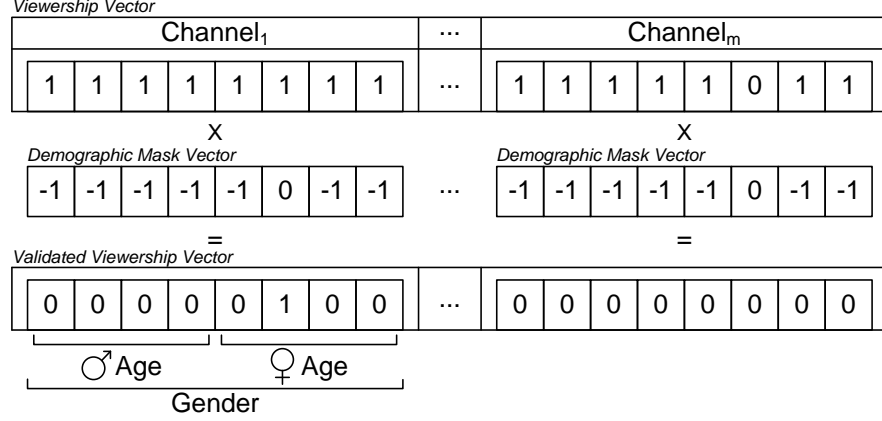 Viewership Vector
Channel1 ... Channelm
1 1 1 1 1 1 1 1 ... 1 1 1 1 1 0 1 1
X X
Demographic Mask Vector Demographic Mask Vector
-1 -1 -1 -1 -1 0 -1 -1 ... -1 -1 -1 -1 -1 0 -1 -1
= =
Validated Viewership Vector
0 0 0 0 0 1 0 0 ... 0 0 0 0 0 0 0 0
♂ Age ♀ Age
Gender